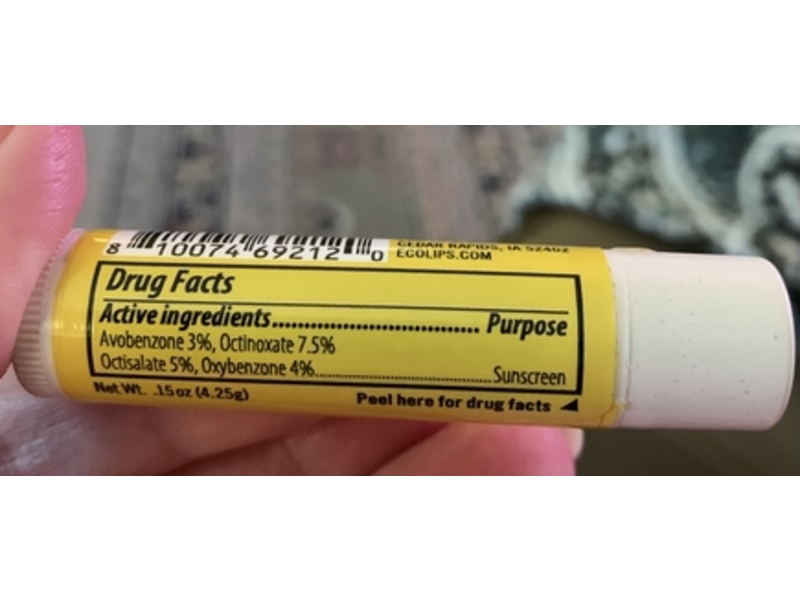 8 10074 69212 0
CEDAR RAPIDS, IA 52402
ECOLIPS.COM
Drug Facts
Active ingredients................................ Purpose
Avobenzone 3%, Octinoxate 7.5%
Octisalate 5%, Oxybenzone 4%................................Sunscreen
Net Wt. .15 oz (4.25g)
Peel here for drug facts